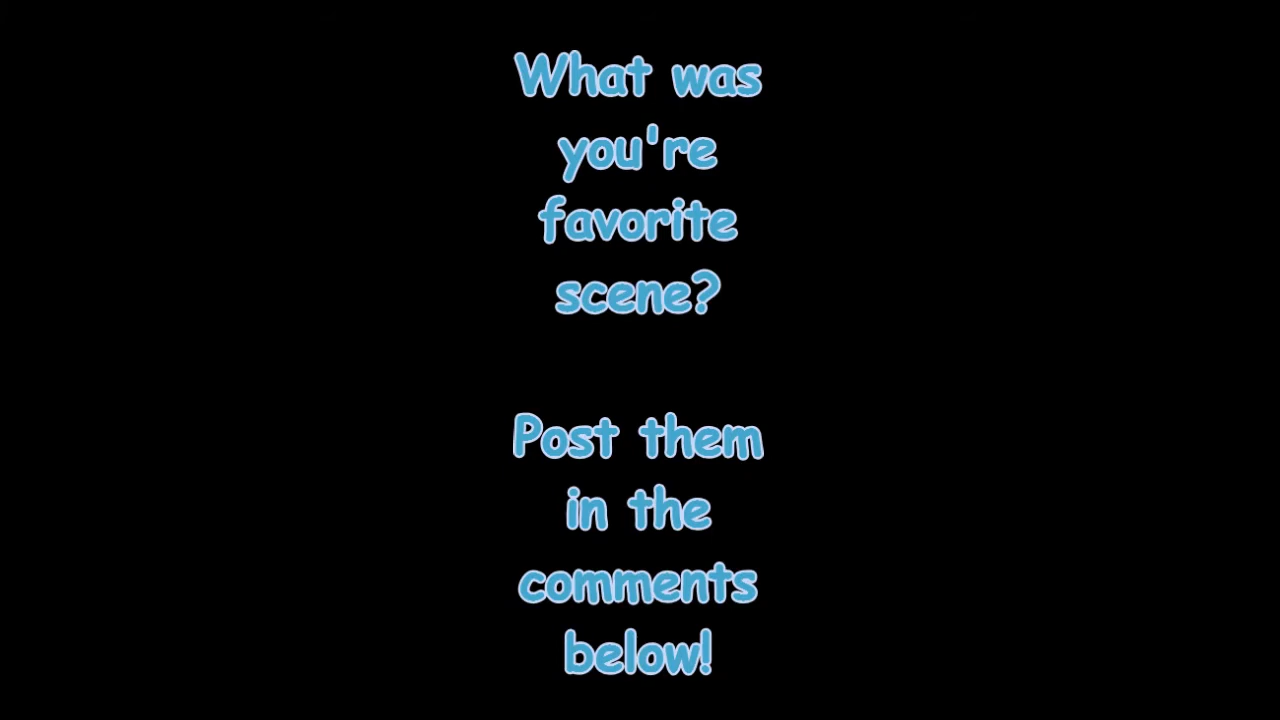 What was
you're
favorite
scene?
Post them
in the
comments
below!